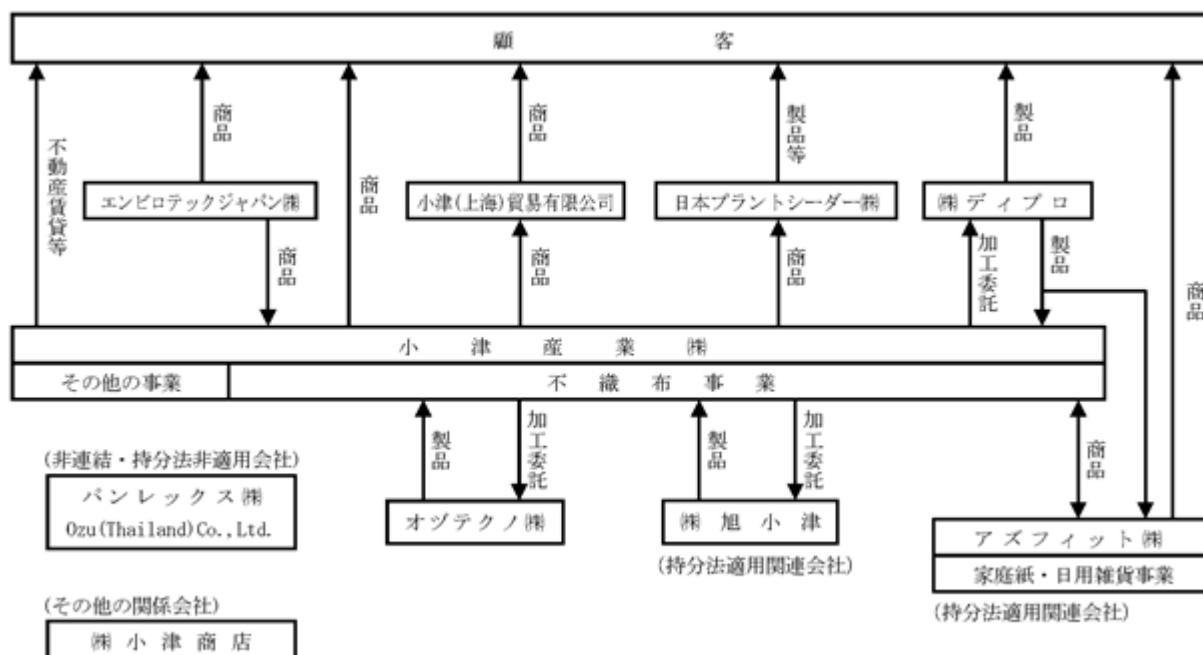 顧客
不動産賃貸等
商品
商品
商品
製品等
製品
商品
エンビロテックジャパン㈱
小津(上海)貿易有限公司
日本プラントシーダー㈱
㈱ディプロ
商品
商品
商品
加工委託
製品
小津産業㈱
その他の事業
不織布事業
製品
加工委託
製品
加工委託
商品
(非連結・持分法非適用会社)
パンレックス㈱
Ozu(Thailand)Co.,Ltd.
オヅテクノ㈱
㈱旭小津
(持分法適用関連会社)
アズフィット㈱
家庭紙・日用雑貨事業
(持分法適用関連会社)
(その他の関係会社)
㈱小津商店